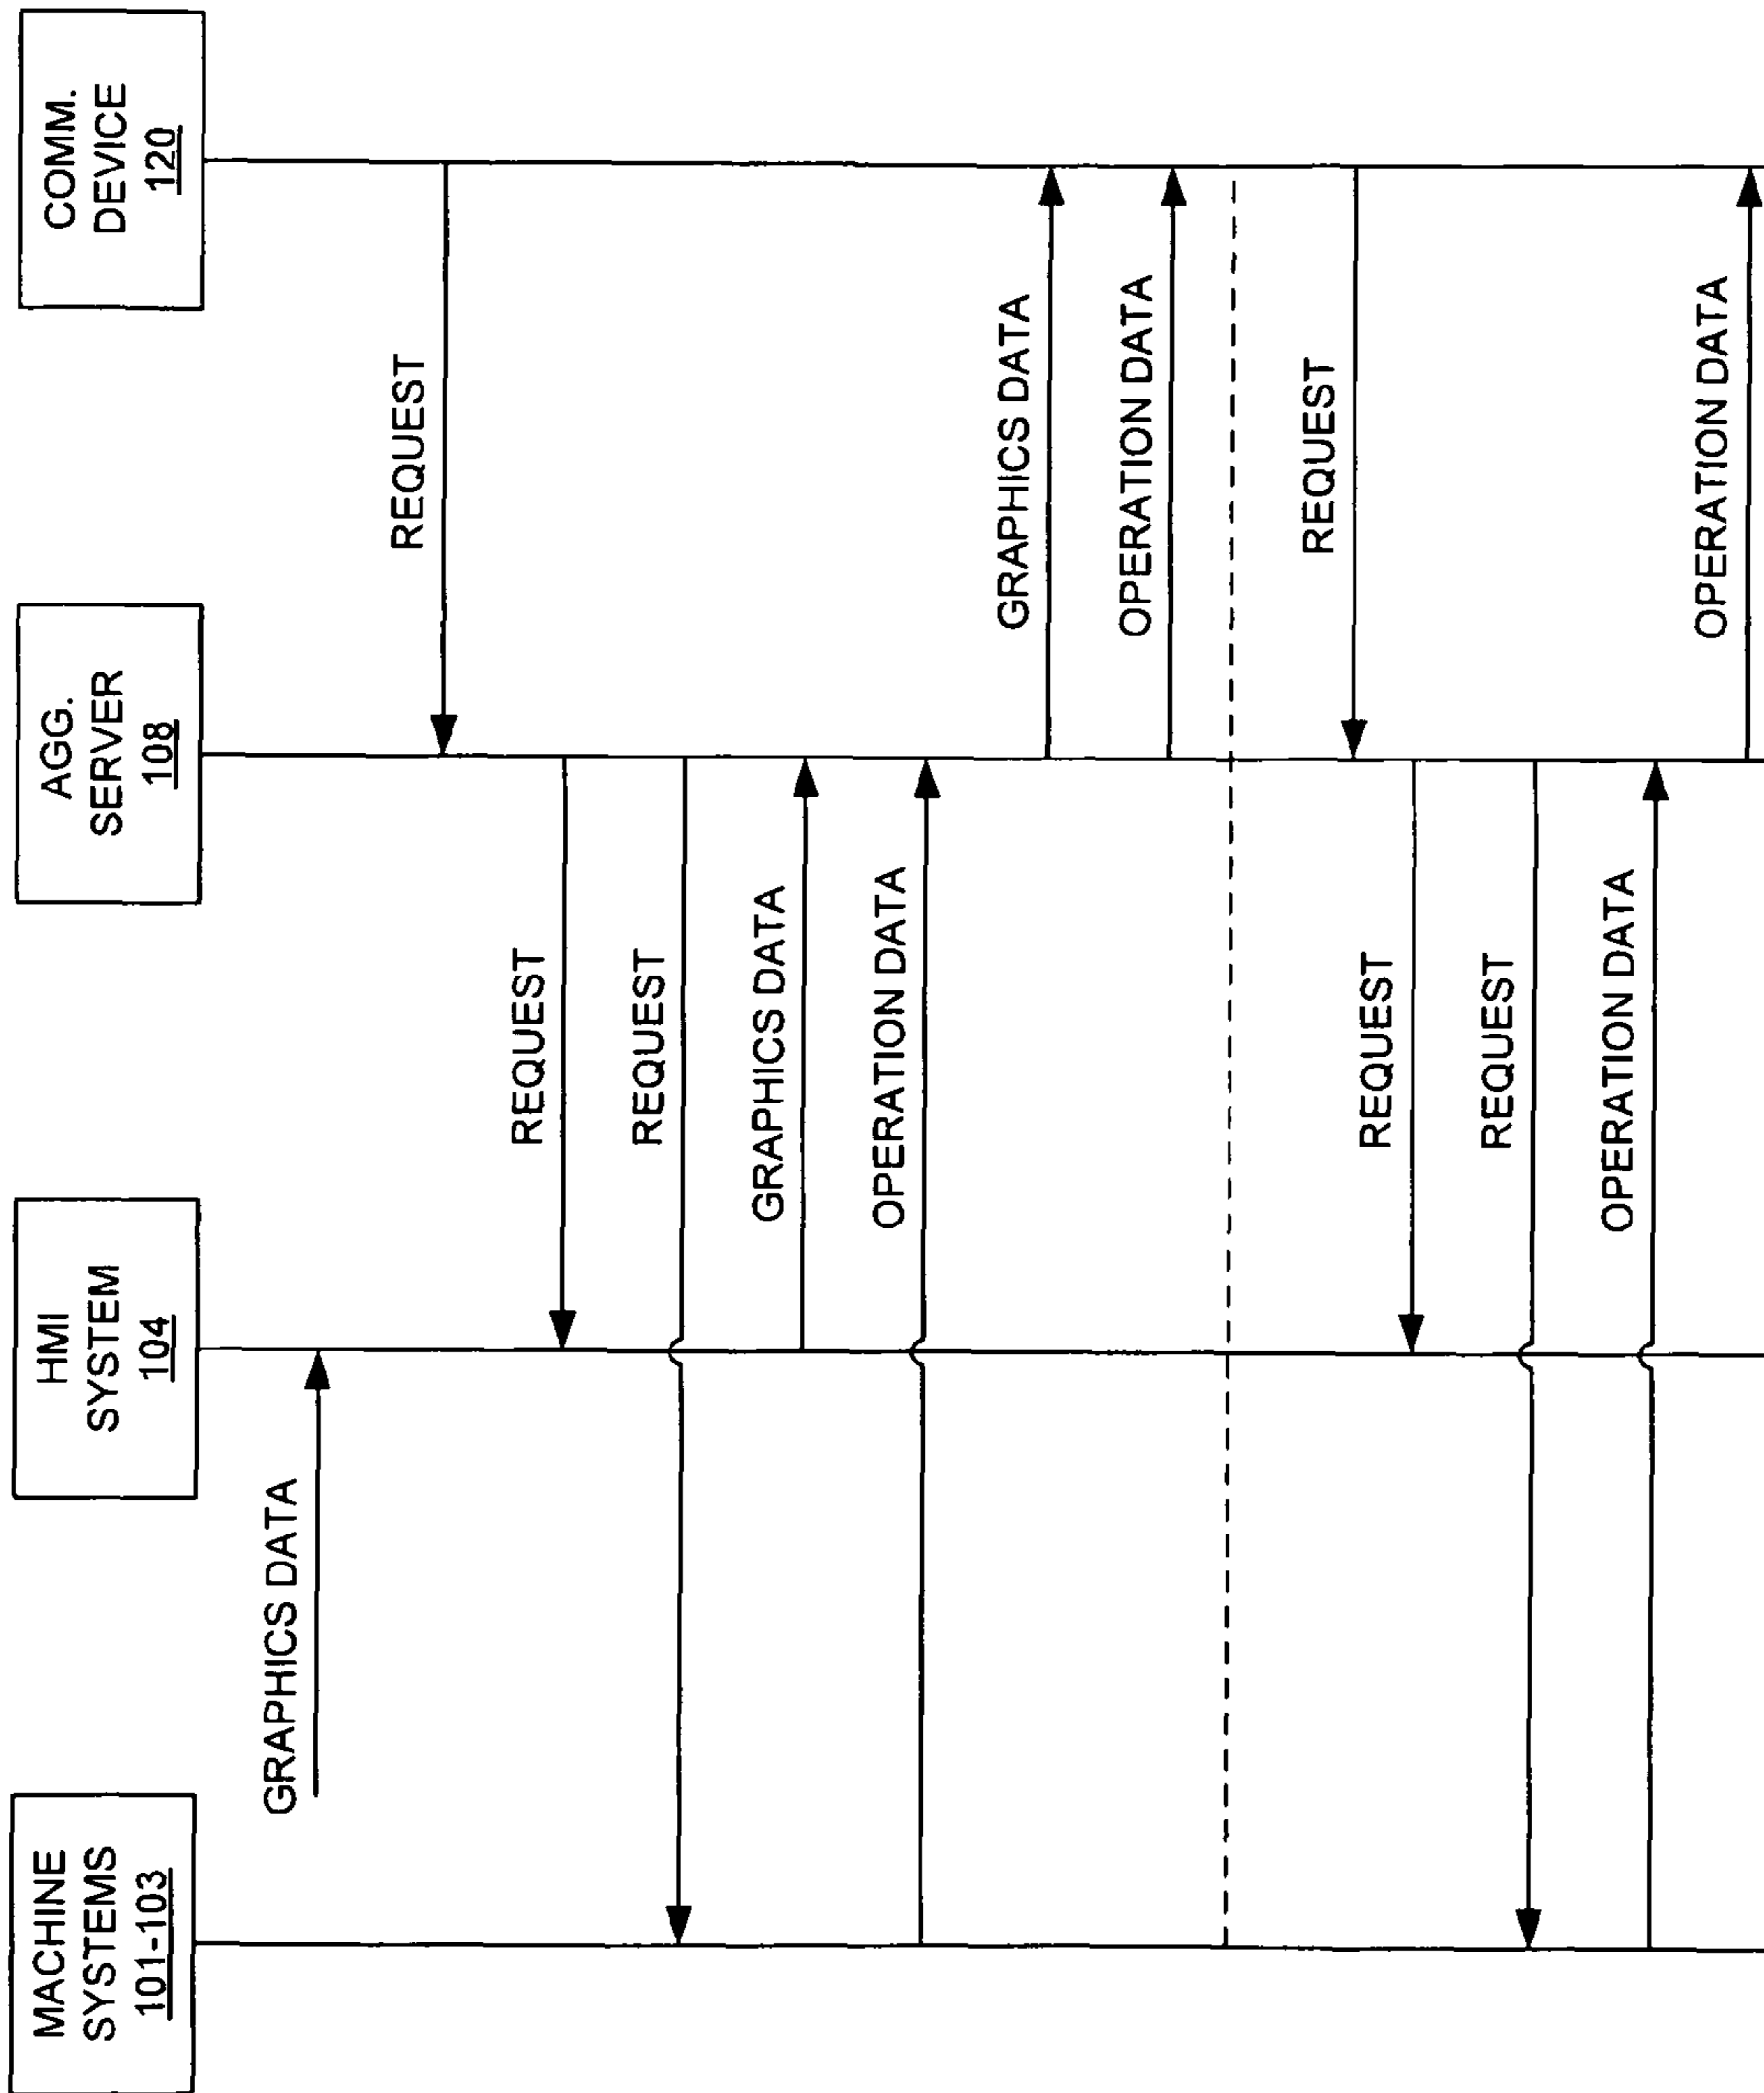 MACHINE
SYSTEMS
101-103
HMI
SYSTEM
104
AGG.
SERVER
108
COMM.
DEVICE
120
GRAPHICS DATA
REQUEST
REQUEST
REQUEST
GRAPHICS DATA
OPERATION DATA
GRAPHICS DATA
OPERATION DATA
REQUEST
REQUEST
REQUEST
OPERATION DATA
OPERATION DATA